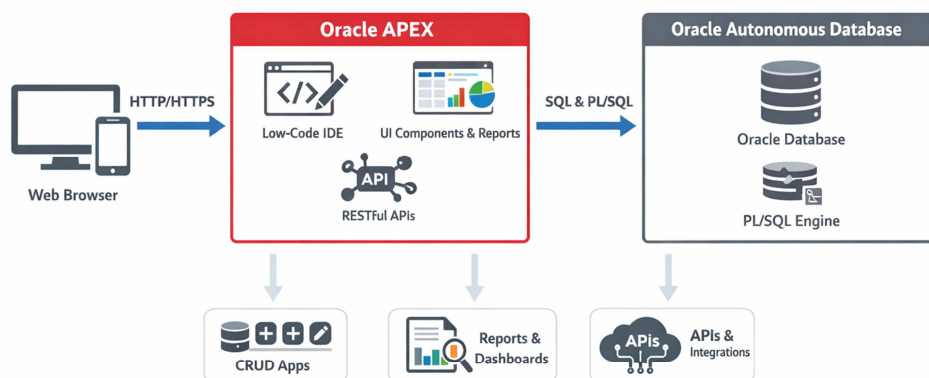 Oracle APEX
Oracle Autonomous Database
HTTP/HTTPS
</>
Low-Code IDE
UI Components & Reports
SQL & PL/SQL
Oracle Database
Web Browser
API
RESTful APIs
PL/SQL Engine
CRUD Apps
Reports &
Dashboards
APIs
APIs &
Integrations